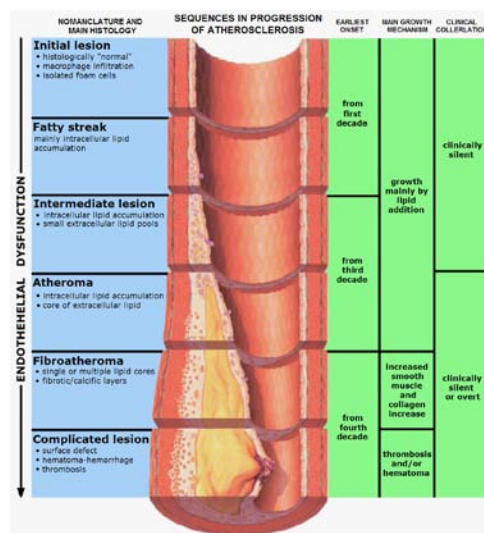 NOMANCLATURE AND
MAIN HISTOLOGY
SEQUENCES IN PROGRESSION
OF ATHEROSCLEROSIS
EARLIEST
ONSET
MAIN GROWTH
MECHANISM
CLINICAL
COLLERLATION
ENDOTHEHELIAL DYSFUNCTION
Initial lesion
• histologically "normal"
• macrophage infiltration
• isolated foam cells
Fatty streak
mainly intracellular lipid
accumulation
Intermediate lesion
• intracellular lipid accumulation
• small extracellular lipid pools
Atheroma
• intracellular lipid accumulation
• core of extracellular lipid
Fibroatheroma
• single or multiple lipid cores
• fibrotic/calcific layers
Complicated lesion
• surface defect
• hematoma-hemorrhage
• thrombosis
from
first
decade
from
third
decade
from
fourth
decade
growth
mainly by
lipid
addition
increased
smooth
muscle
and
collagen
increase
thrombosis
and/or
hematoma
clinically
silent
clinically
silent
or overt